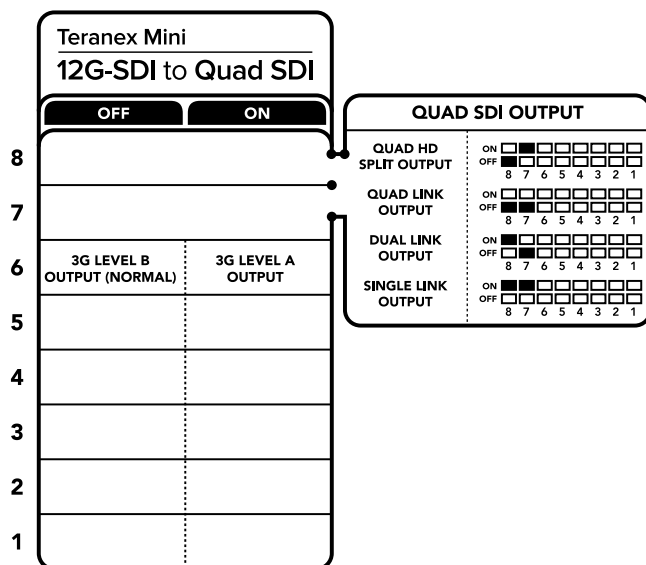 Teranex Mini
12G-SDI to Quad SDI
OFF ON
8
7
6
3G LEVEL B
OUTPUT (NORMAL)
3G LEVEL A
OUTPUT
5
4
3
2
1
QUAD SDI OUTPUT
QUAD HD
SPLIT OUTPUT
ON
OFF
8 7 6 5 4 3 2 1
QUAD LINK
OUTPUT
ON
OFF
8 7 6 5 4 3 2 1
DUAL LINK
OUTPUT
ON
OFF
8 7 6 5 4 3 2 1
SINGLE LINK
OUTPUT
ON
OFF
8 7 6 5 4 3 2 1